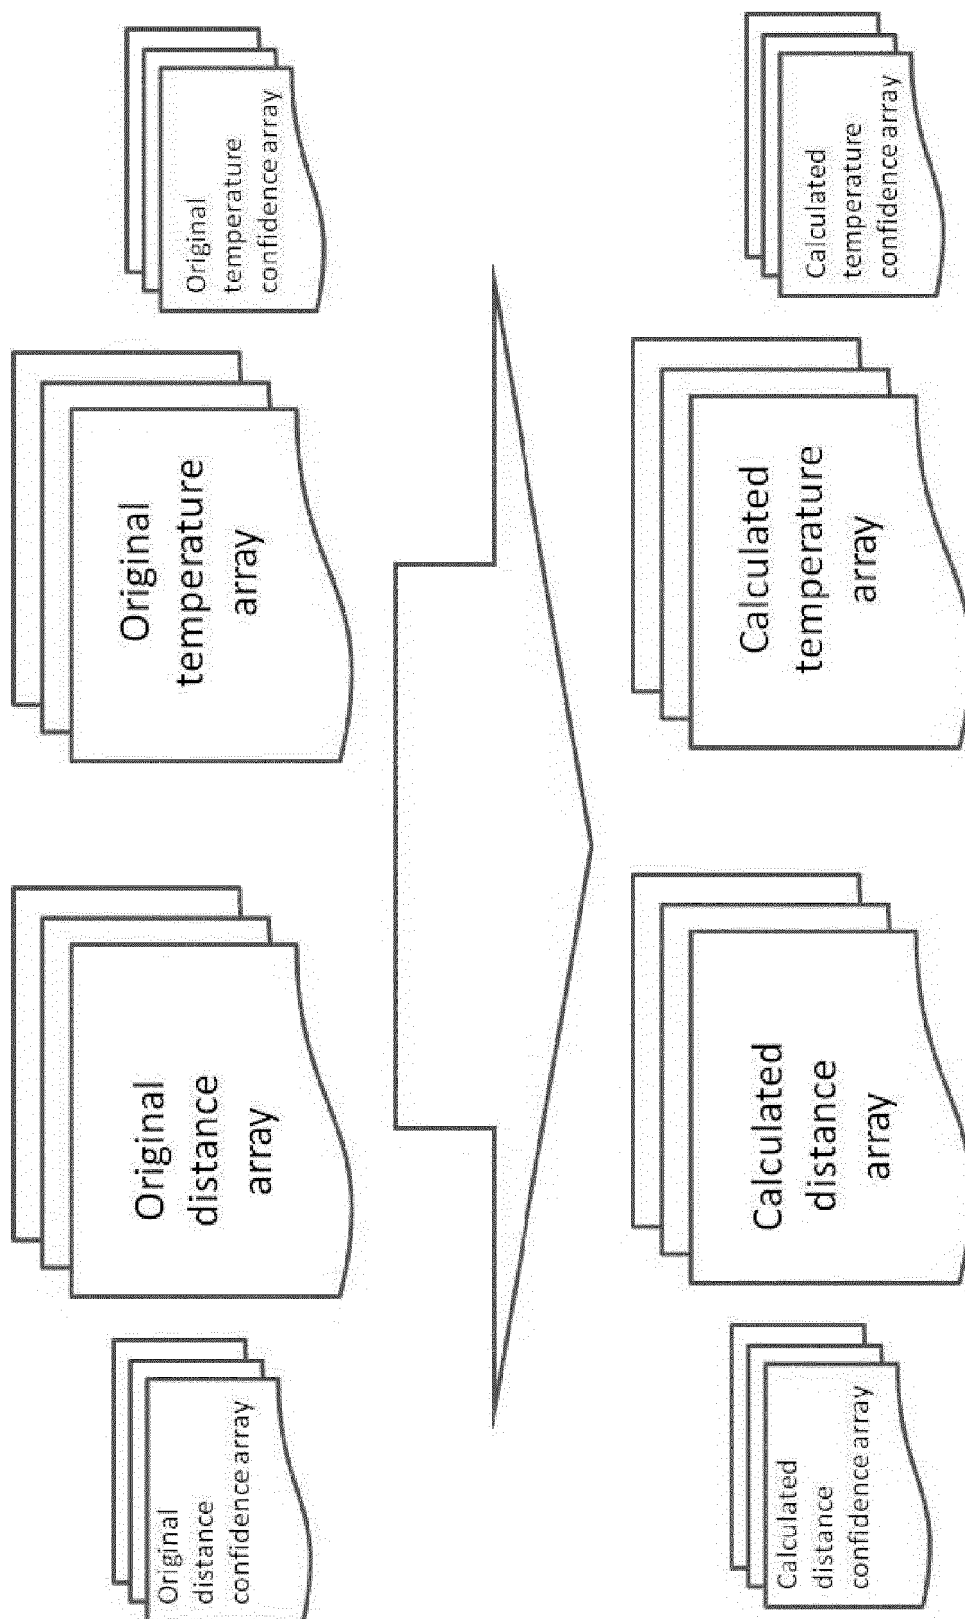 Original
distance
confidence array
Original
distance
array
Original
temperature
array
Original
temperature
confidence array
Calculated
distance
confidence array
Calculated
distance
array
Calculated
temperature
array
Calculated
temperature
confidence array